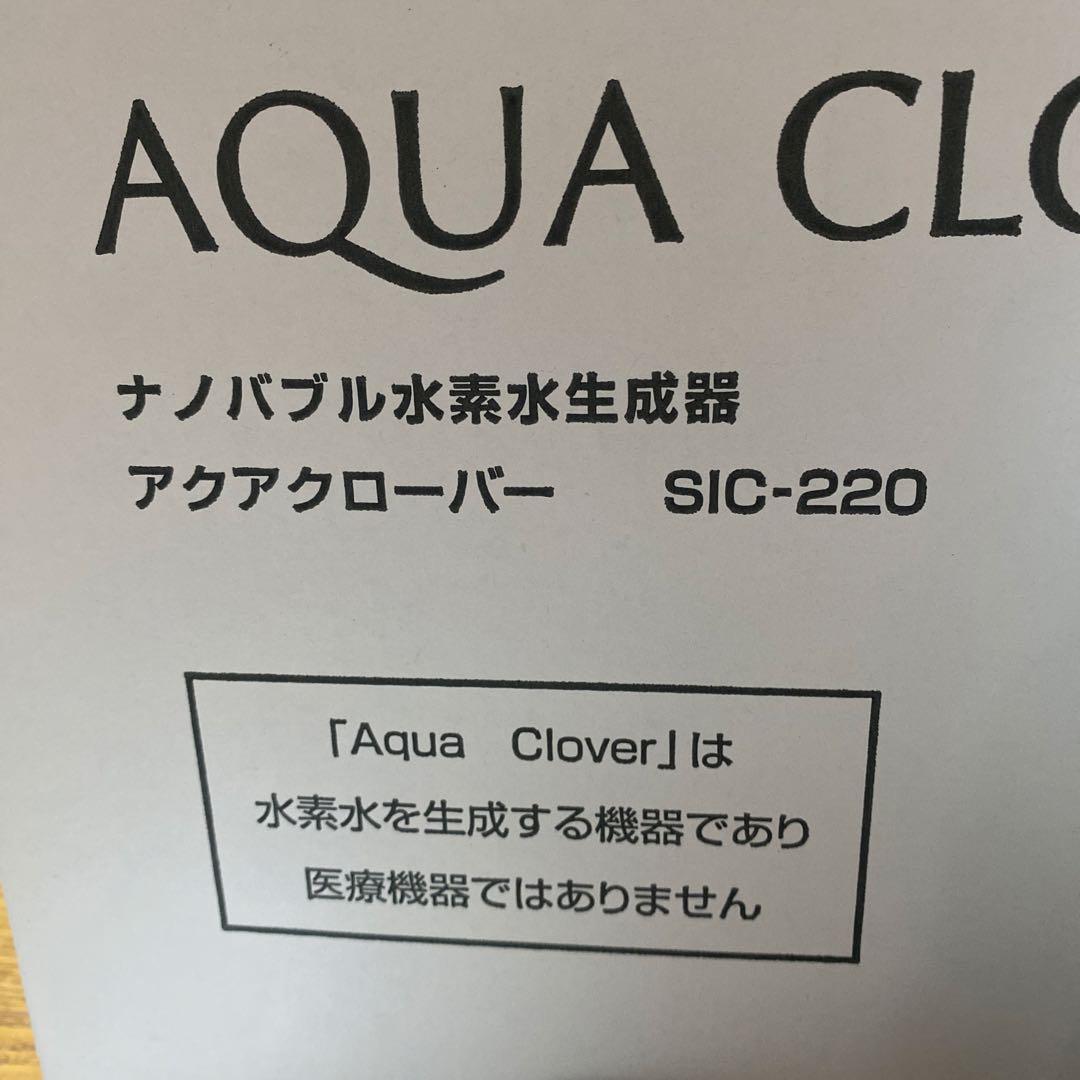 AQUA CLO
ナノバブル水素水生成器
アクアクローバー SIC-220
「Aqua Clover」は
水素水を生成する機器であり
医療機器ではありません